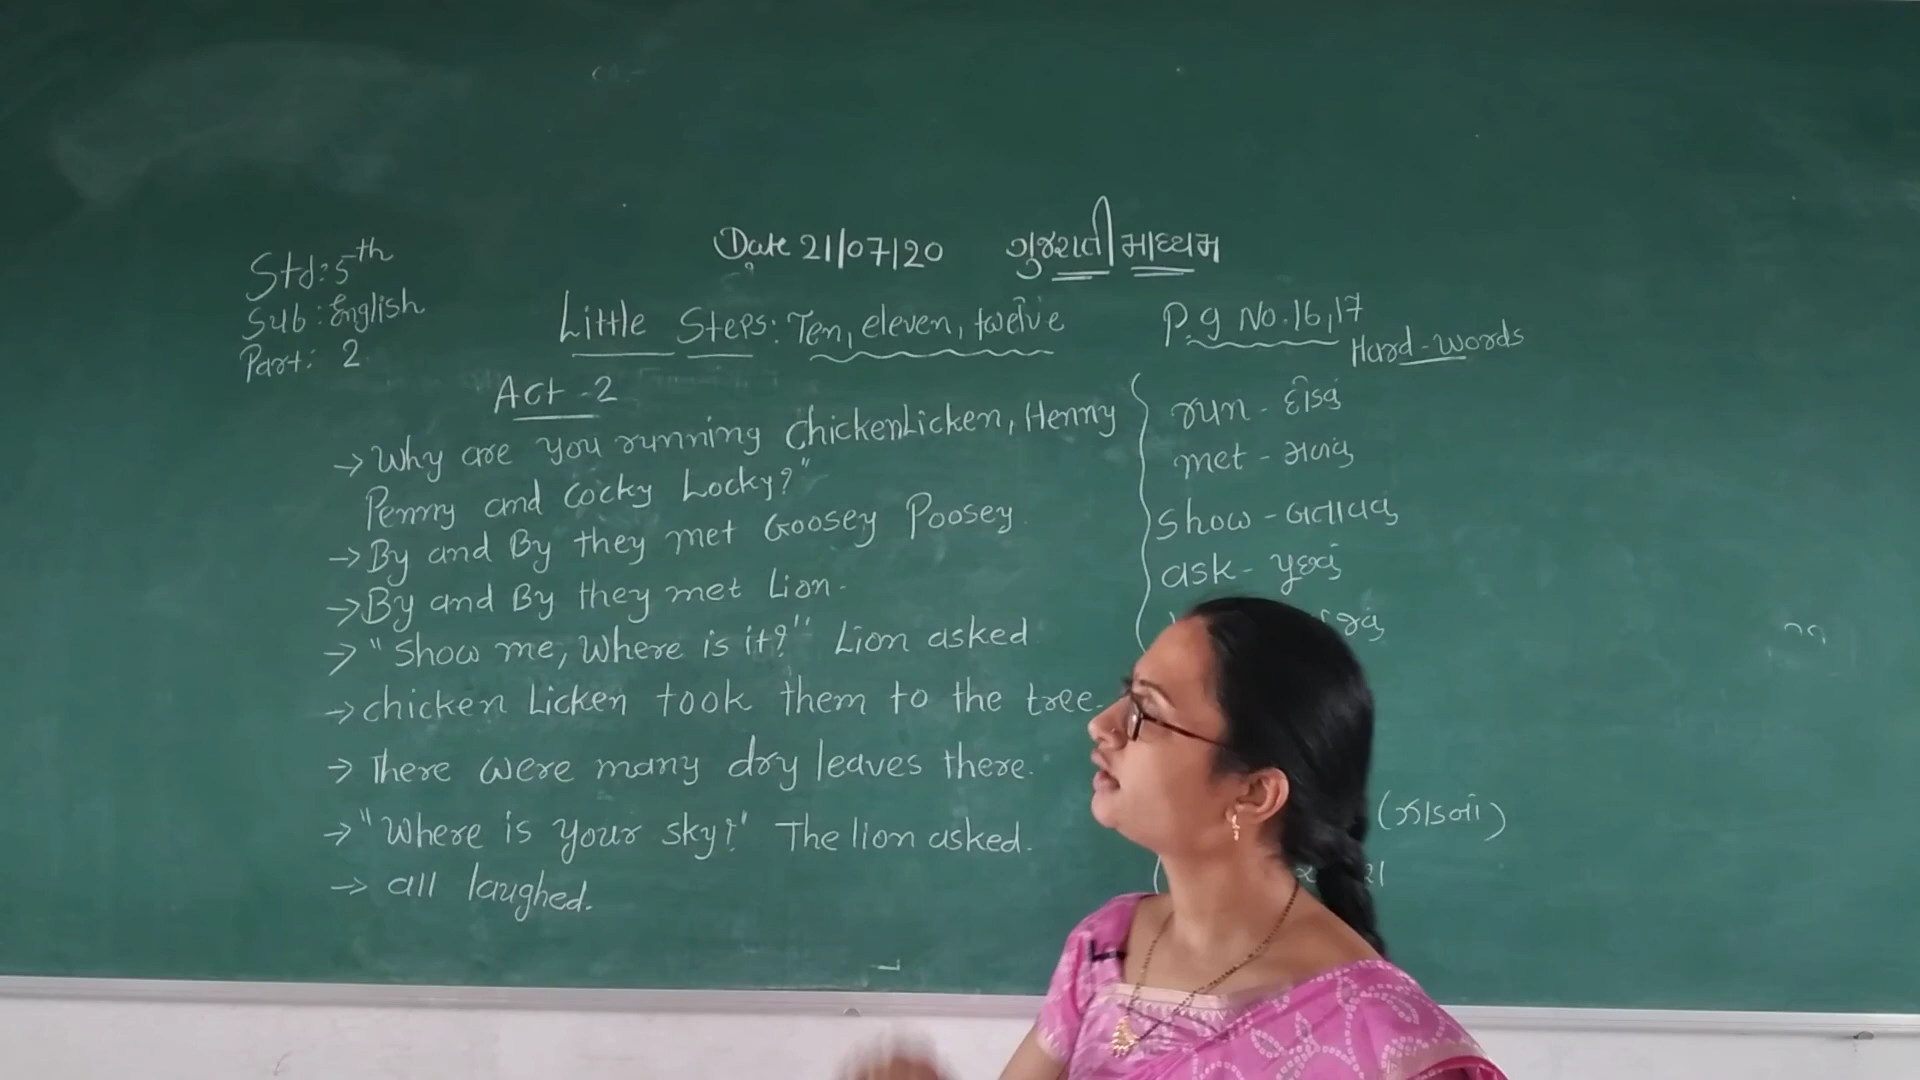 Date 21/07/20 ગુજરાતી માધ્યમ
Std: 5th
Sub: English
Part: 2
Little Steps: Ten, eleven, twelve
P.g No. 16,17
Hard-words
Act-2
→ Why are you running chickenLicken, Henny
Penny and Cocky Locky?"
→ By and By they met Goosey Poosey.
→ By and By they met Lion.
→ "Show me, Where is it?" Lion asked
→ chicken Licken took them to the tree.
→ There were many dry leaves there.
→ "Where is your sky?" The lion asked.
→ all laughed.
run - દોડવું
met - મળવું
show - બતાવવું
ask - પુછવું